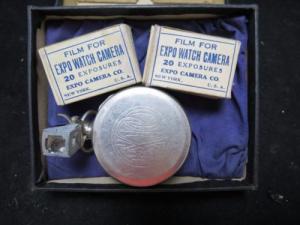 FILM FOR
EXPO WATCH CAMERA
20 EXPOSURES
EXPO CAMERA CO.
NEW YORK. U.S.A.
FILM FOR
EXPO WATCH CAMERA
20 EXPOSURES
EXPO CAMERA CO.
NEW YORK. U.S.A.